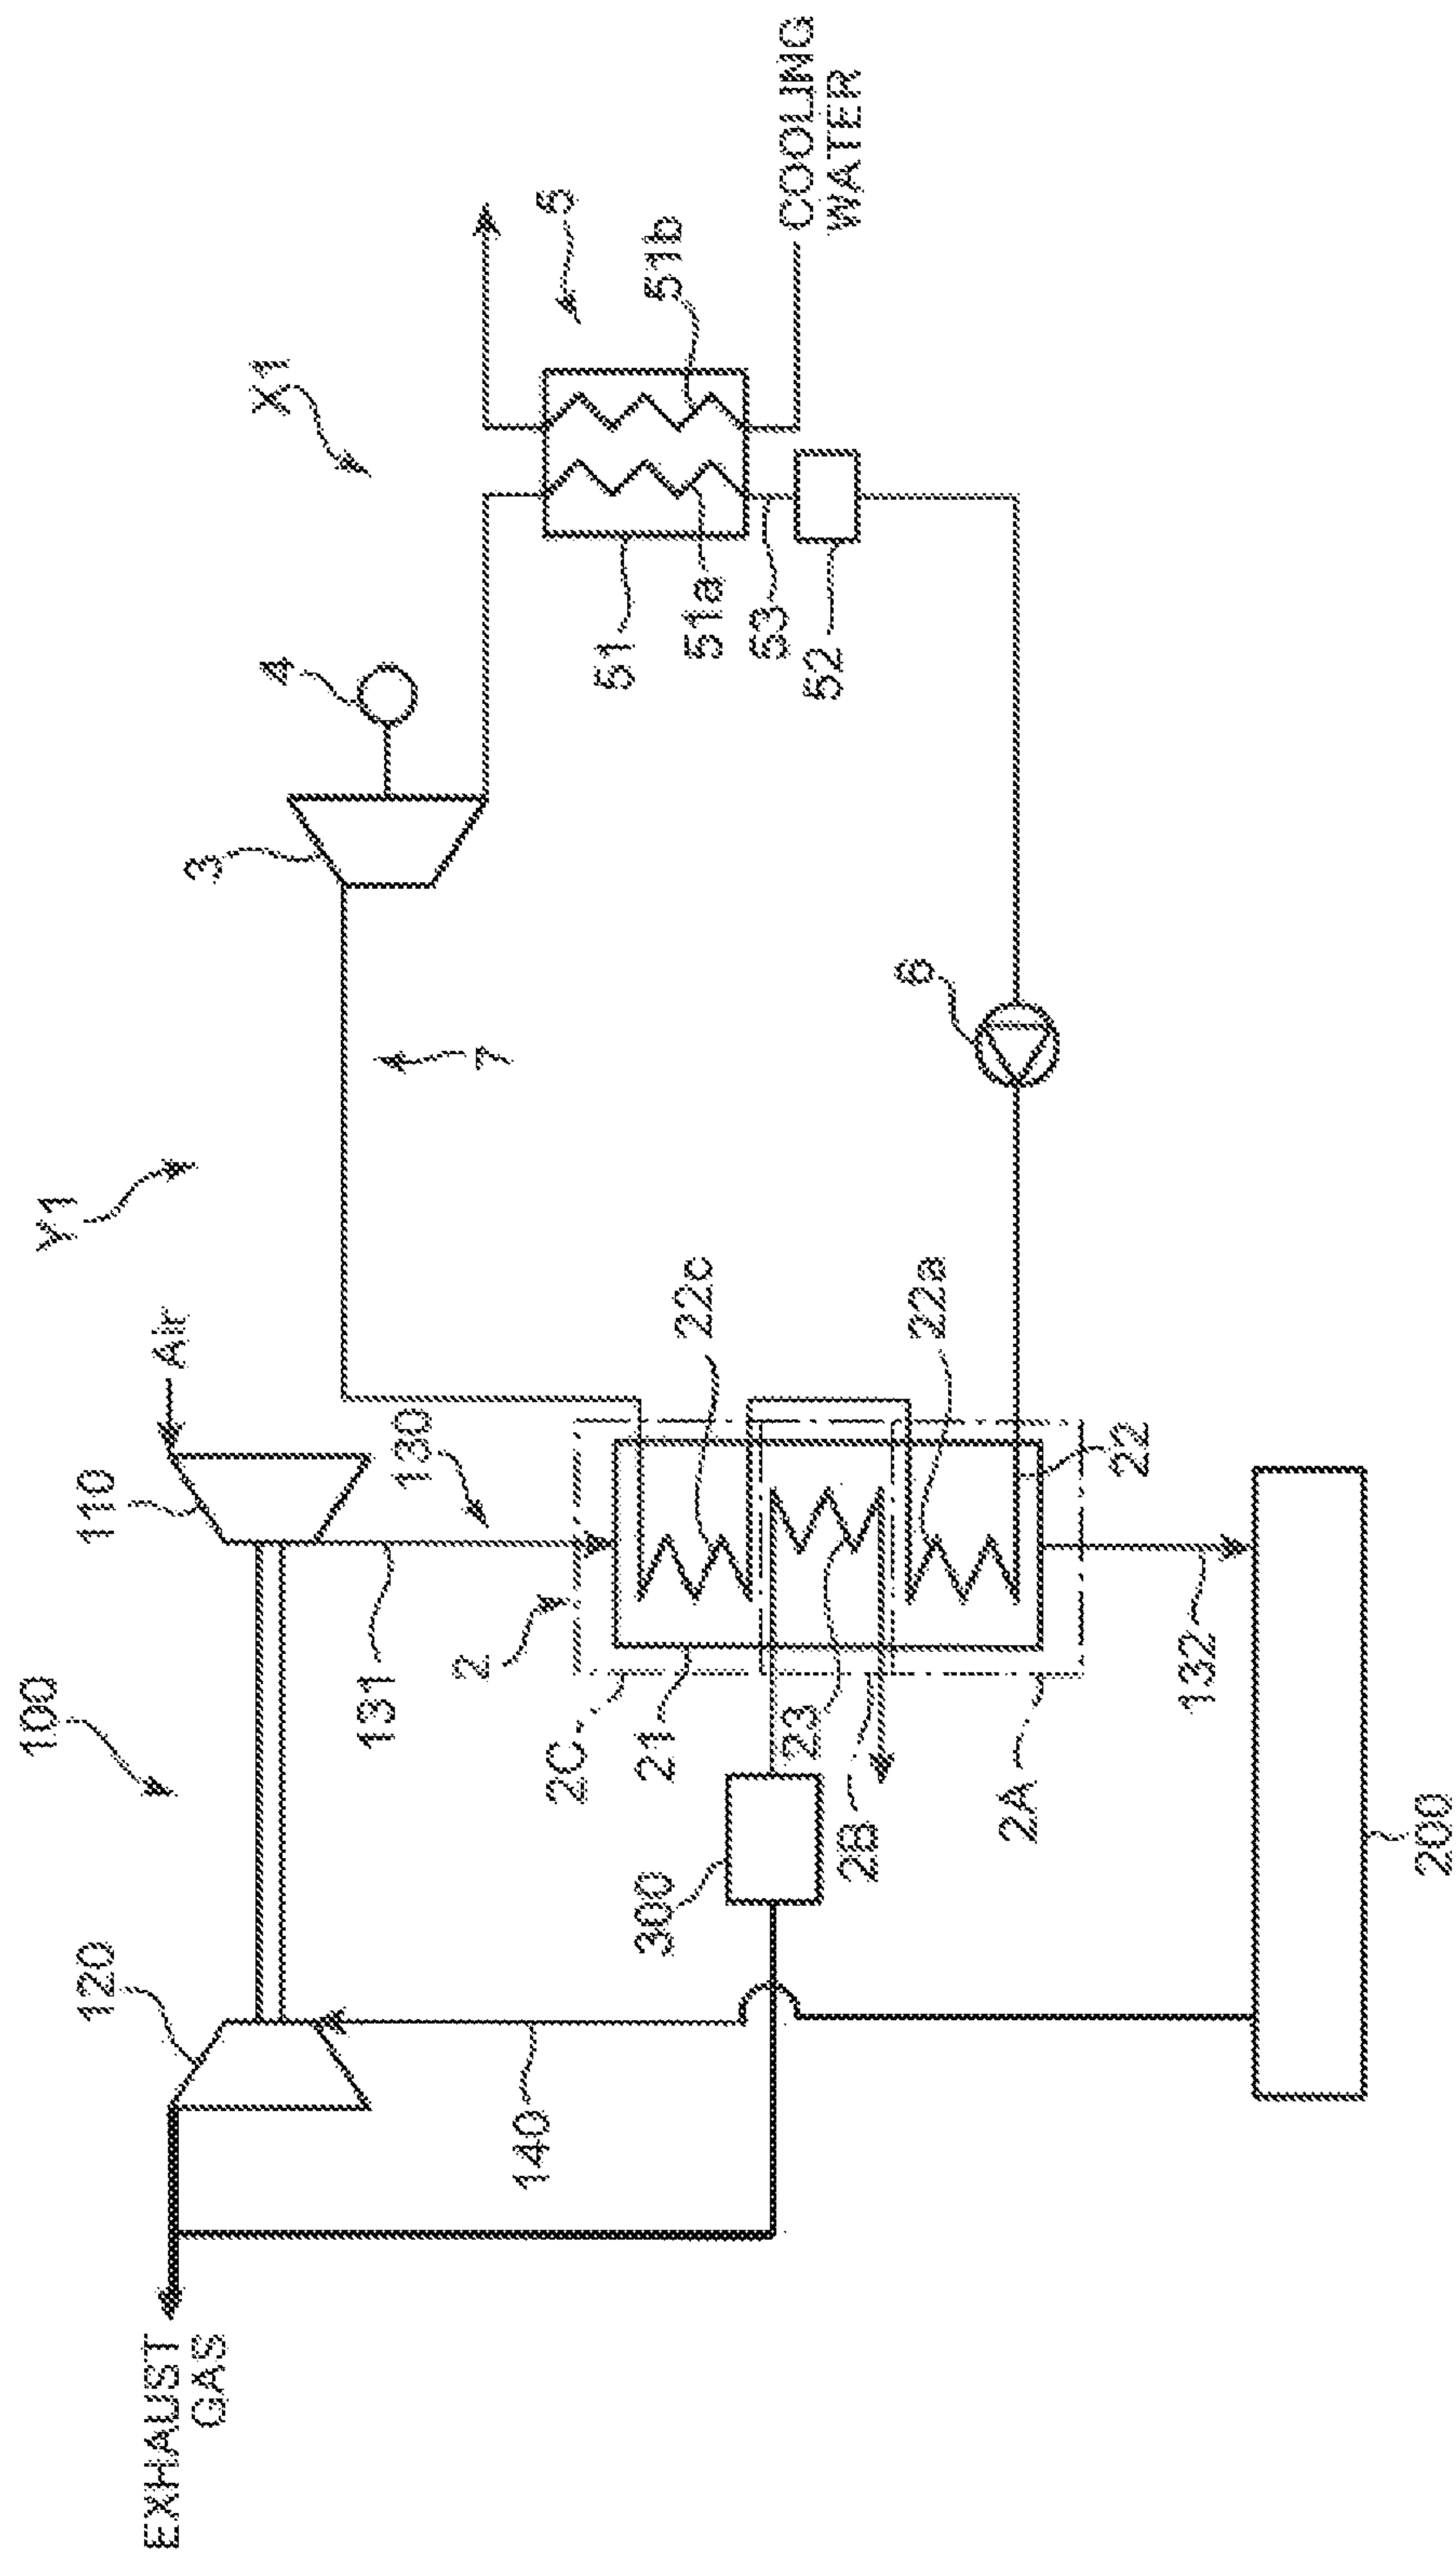 Y1
X1
100
120
110
Air
130
131
2
2C
21
300
23
2B
2A
132
200
140
22c
22a
22
7
3
4
6
5
51
51a
51b
53
52
COOLING
WATER
EXHAUST
GAS